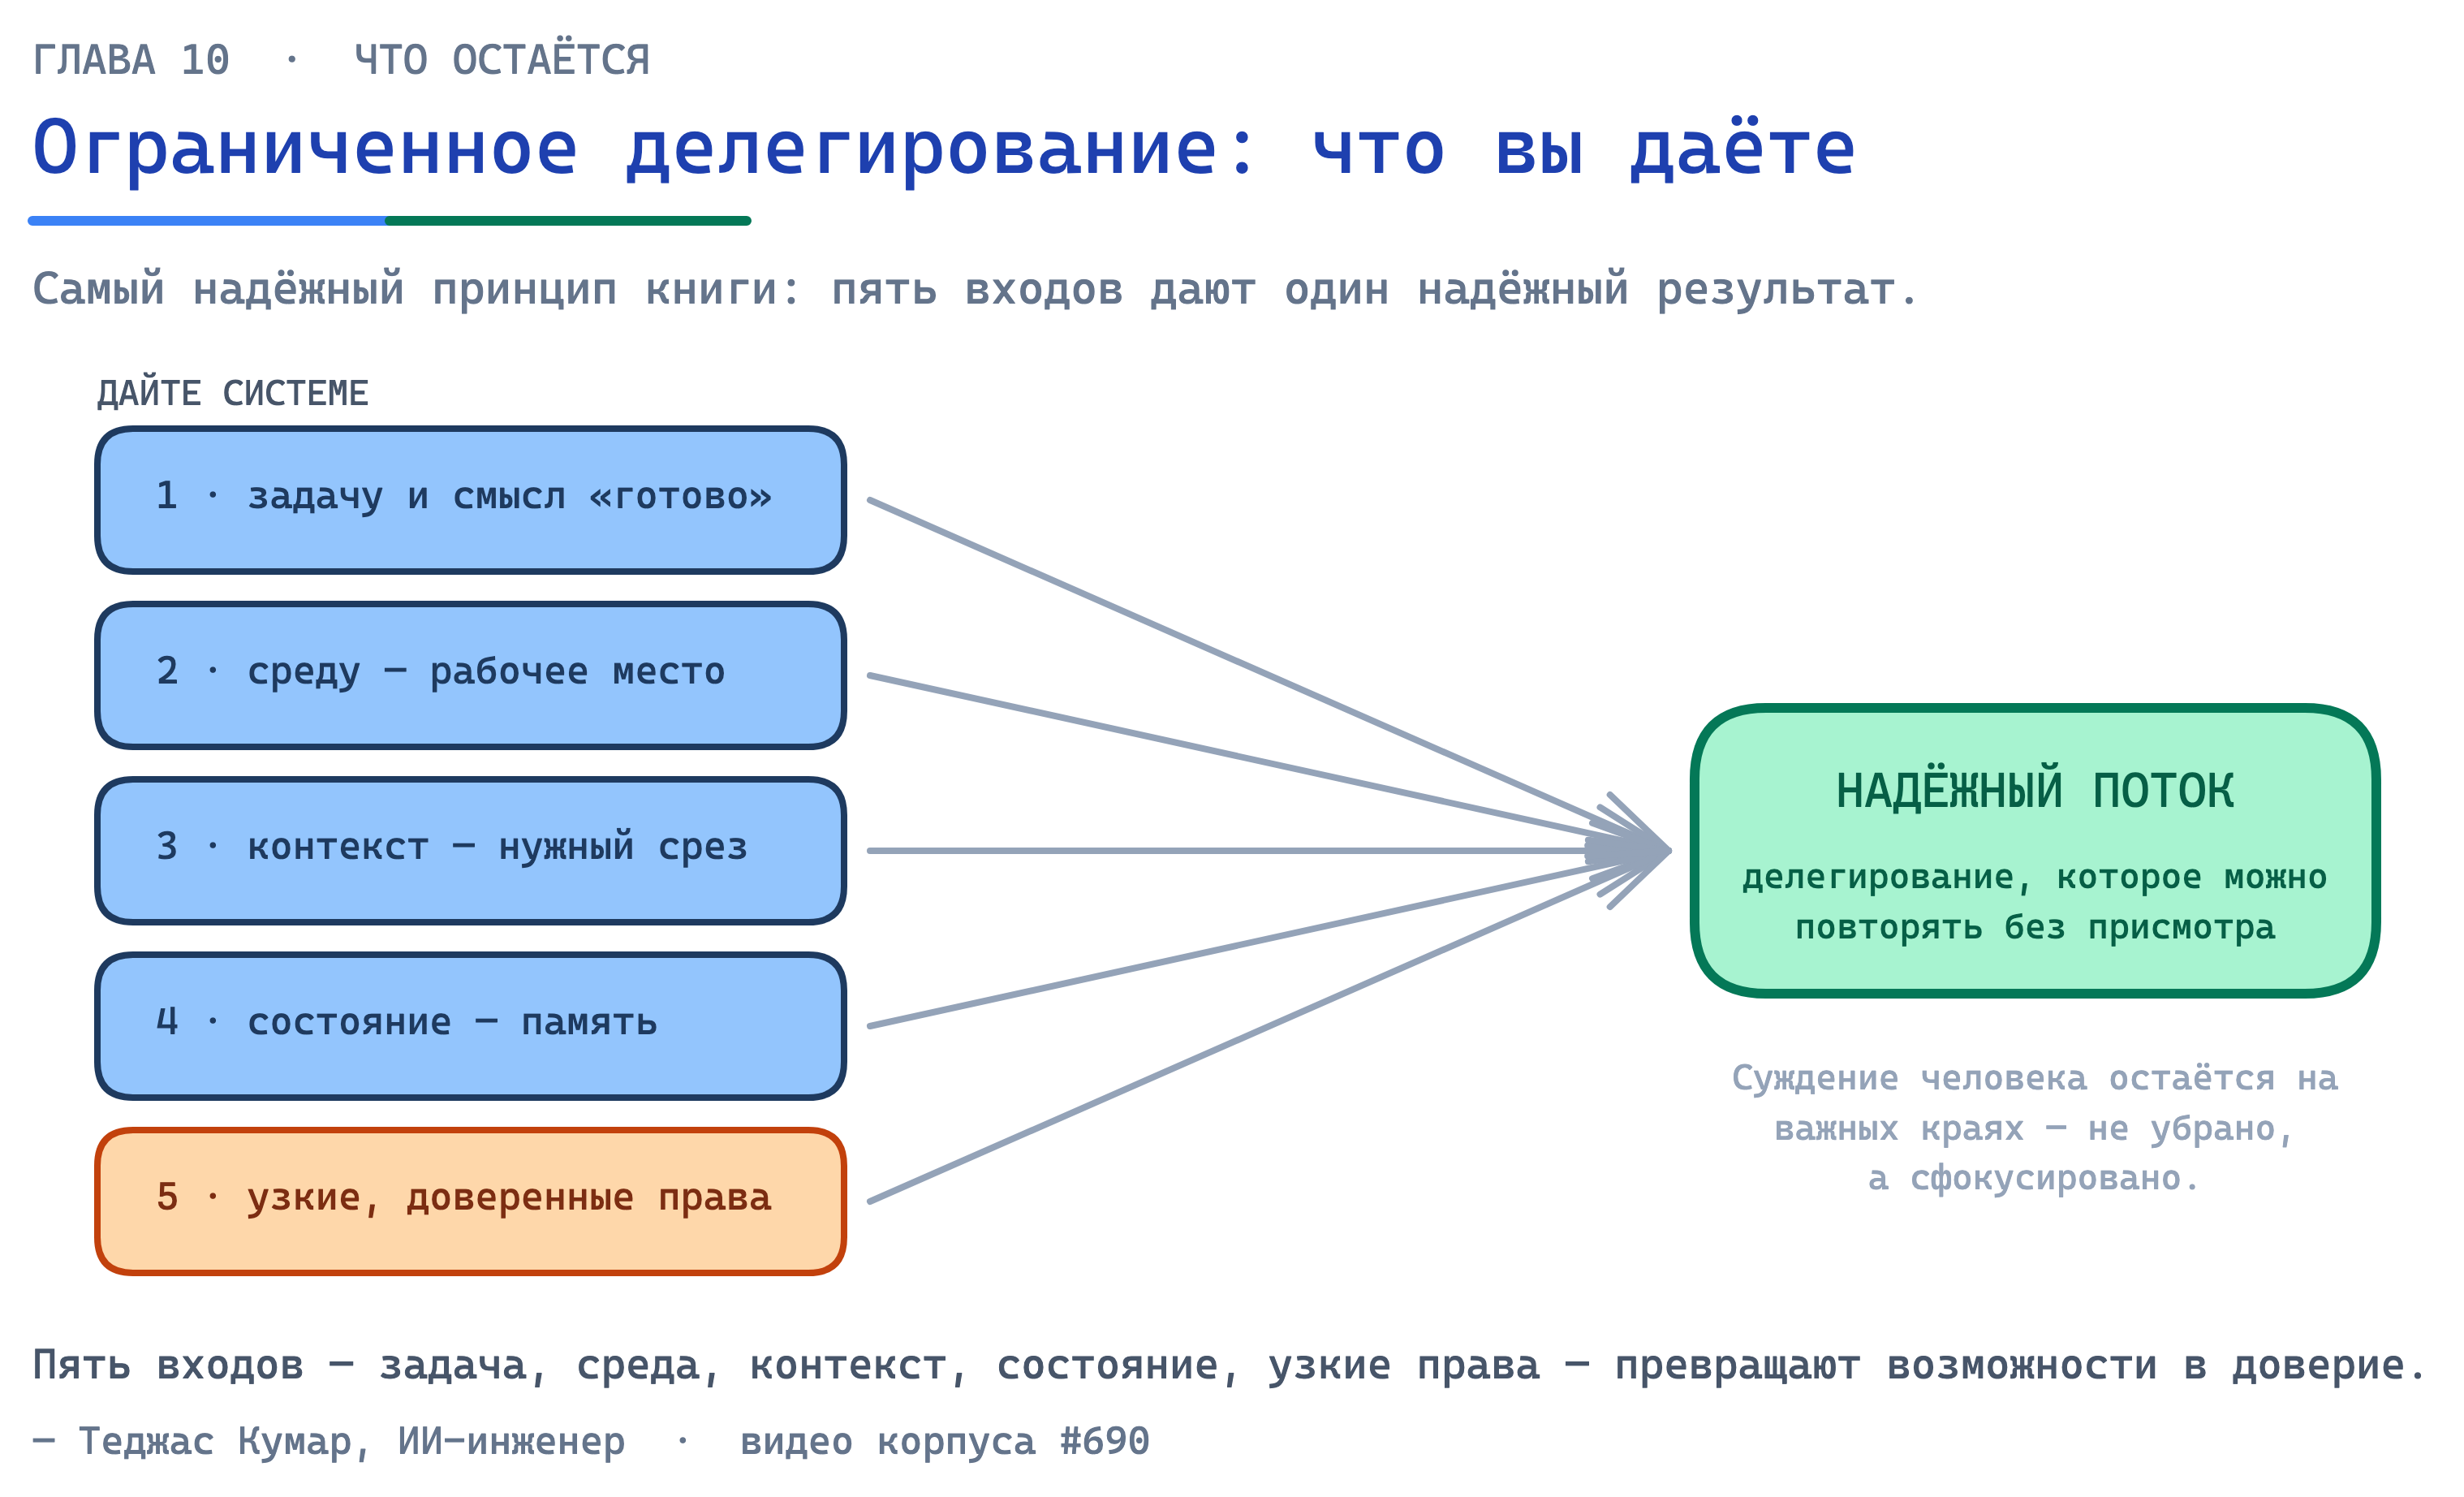 ГЛАВА 10 · ЧТО ОСТАЁТСЯ
Ограниченное делегирование: что вы даёте
Самый надёжный принцип книги: пять входов дают один надёжный результат.
ДАЙТЕ СИСТЕМЕ
1 · задачу и смысл «готово»
2 · среду — рабочее место
3 · контекст — нужный срез
4 · состояние — память
5 · узкие, доверенные права
НАДЁЖНЫЙ ПОТОК
делегирование, которое можно
повторять без присмотра
Суждение человека остаётся на
важных краях — не убрано,
а сфокусировано.
Пять входов — задача, среда, контекст, состояние, узкие права — превращают возможности в доверие.
— Теджас Кумар, ИИ-инженер · видео корпуса #690